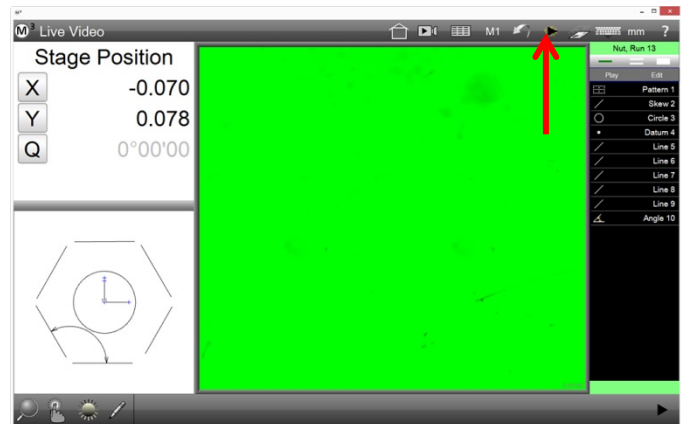 M3 Live Video
M1
mm
?
Stage Position
X -0.070
Y 0.078
Q 0°00'00
Nut, Run 13
Play Edit
Pattern 1
Skew 2
Circle 3
Datum 4
Line 5
Line 6
Line 7
Line 8
Line 9
Angle 10